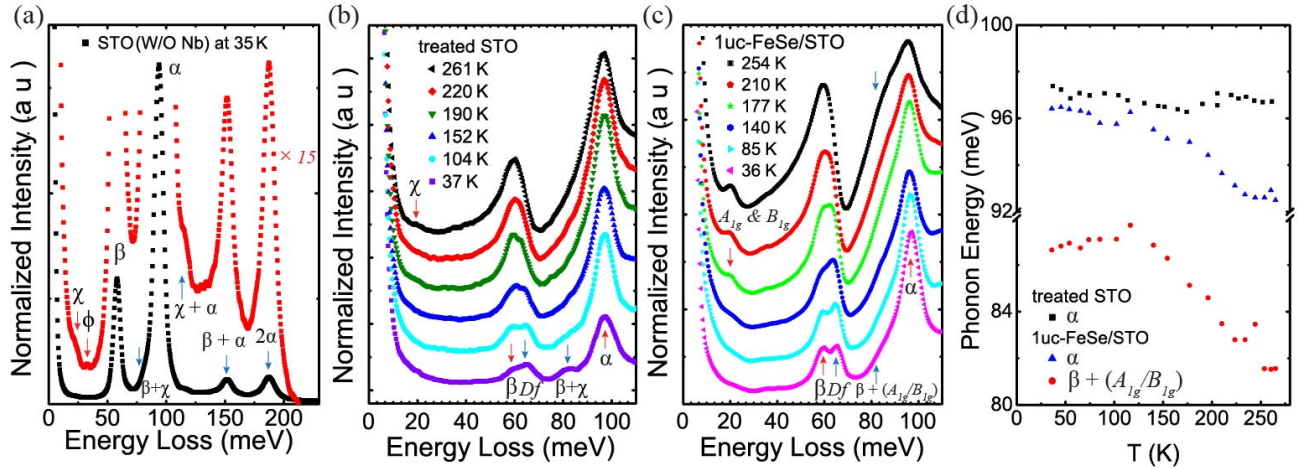 (a)
STO(W/O Nb) at 35K
α
β
× 15
χ
ϕ
χ + α
β + α
2α
β+χ
Normalized Intensity (a u)
0
50
100
150
200
Energy Loss (meV)
(b)
treated STO
261 K
220 K
190 K
152 K
104 K
37 K
χ
β
Df
β+χ
α
Normalized Intensity (a u)
0
20
40
60
80
100
Energy Loss (meV)
(c)
1uc-FeSe/STO
254 K
210 K
177 K
140 K
85 K
36 K
A1g & B1g
α
β
Df
β + (A1g/B1g)
Normalized Intensity (a u)
0
20
40
60
80
100
Energy Loss (meV)
(d)
100
96
92
84
80
Phonon Energy (meV)
treated STO
α
1uc-FeSe/STO
α
β + (A1g/B1g)
0
50
100
150
200
250
T (K)